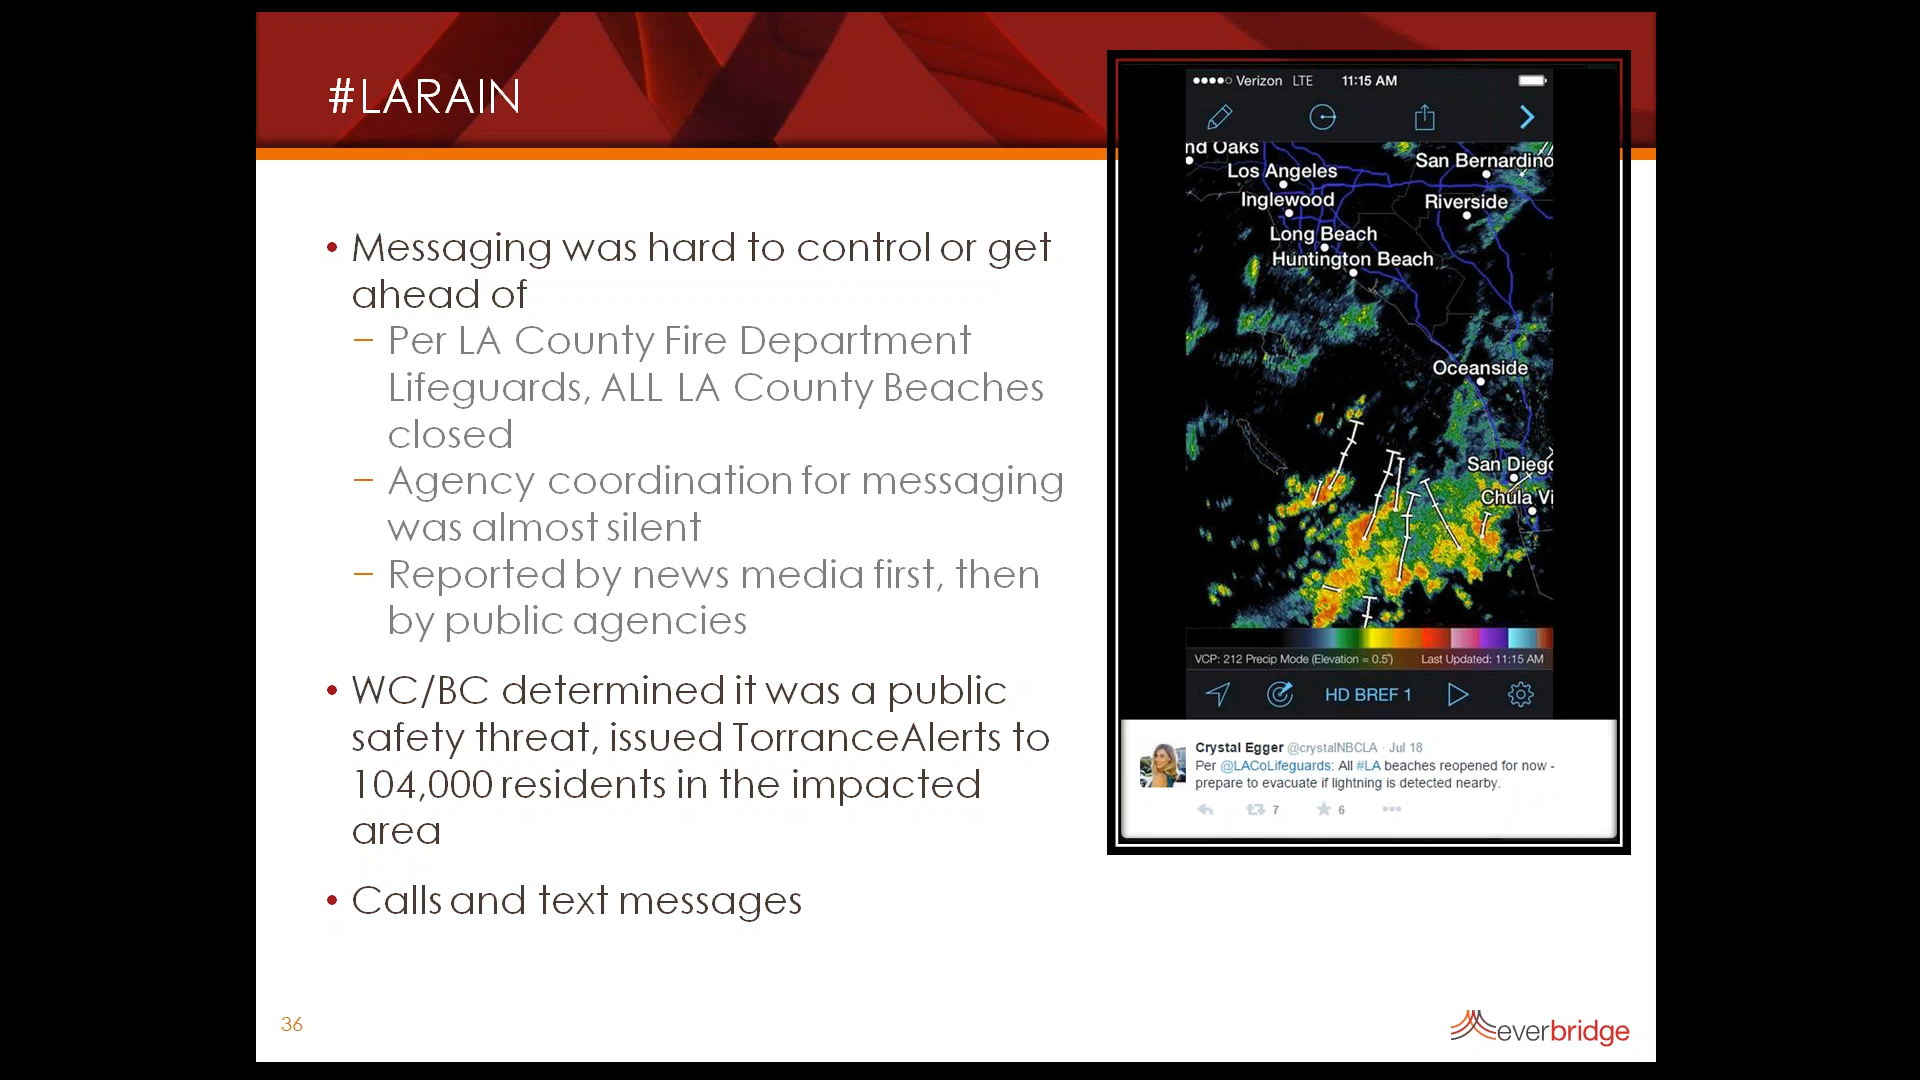 #LARAIN
• Messaging was hard to control or get
ahead of
– Per LA County Fire Department
Lifeguards, ALL LA County Beaches
closed
– Agency coordination for messaging
was almost silent
– Reported by news media first, then
by public agencies
• WC/BC determined it was a public
safety threat, issued TorranceAlerts to
104,000 residents in the impacted
area
• Calls and text messages
Verizon LTE 11:15 AM
nd Oaks
San Bernardino
Los Angeles
Inglewood
Riverside
Long Beach
Huntington Beach
Oceanside
San Diego
Chula Vi
VCP: 212 Precip Mode (Elevation = 0.5°) Last Updated: 11:15 AM
HD BREF 1
Crystal Egger @crystalNBCLA · Jul 18
Per @LACoLifeguards: All #LA beaches reopened for now -
prepare to evacuate if lightning is detected nearby.
7 6
36
everbridge